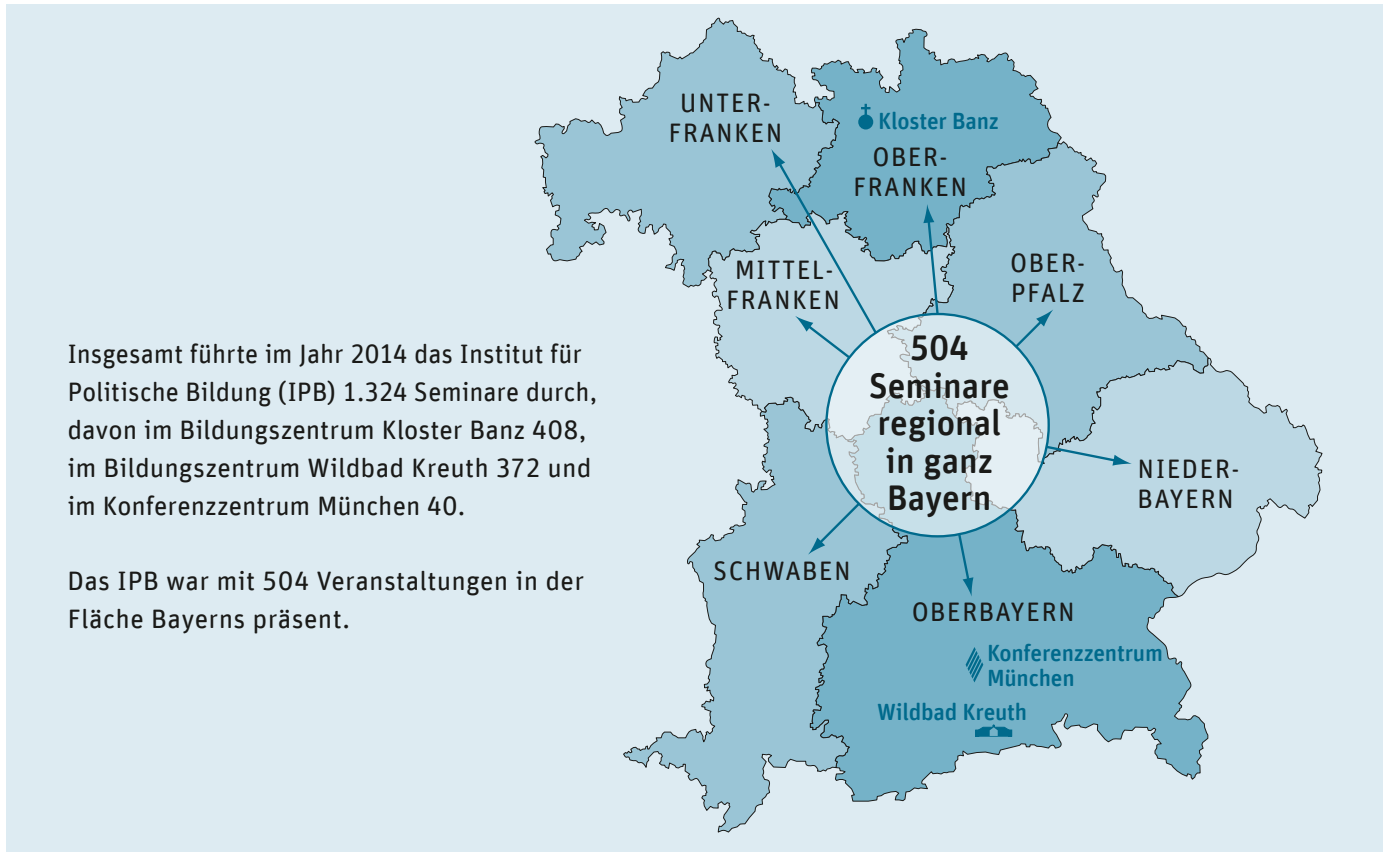 Insgesamt führte im Jahr 2014 das Institut für
Politische Bildung (IPB) 1.324 Seminare durch,
davon im Bildungszentrum Kloster Banz 408,
im Bildungszentrum Wildbad Kreuth 372 und
im Konferenzzentrum München 40.
Das IPB war mit 504 Veranstaltungen in der
Fläche Bayerns präsent.
UNTER-
FRANKEN
Kloster Banz
OBER-
FRANKEN
MITTEL-
FRANKEN
OBER-
PFALZ
504
Seminare
regional
in ganz
Bayern
NIEDER-
BAYERN
SCHWABEN
OBERBAYERN
Konferenzzentrum
München
Wildbad Kreuth